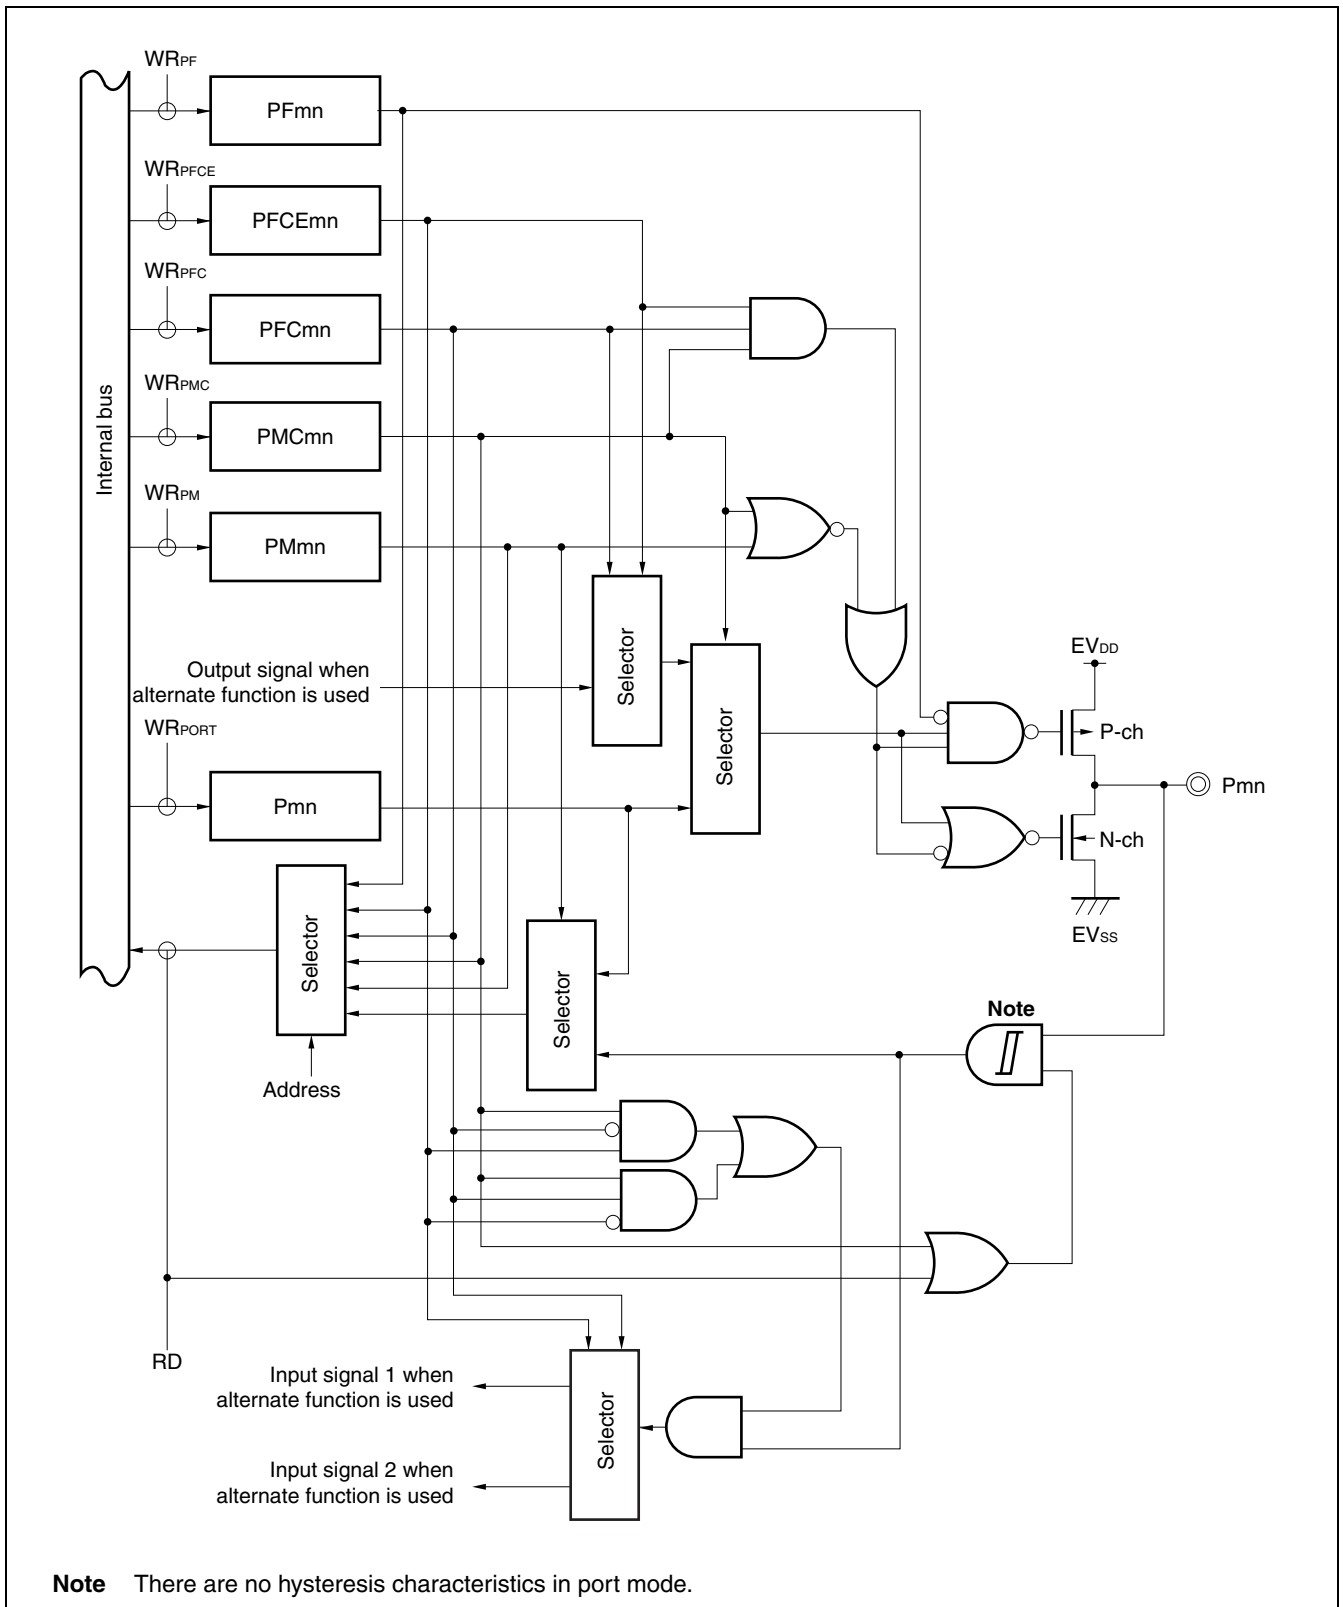 WRPF
PFmn
WRPFCE
PFCEmn
WRPFC
PFCmn
WRPMC
PMCmn
Internal bus
WRPM
PMmn
Output signal when
alternate function is used
Selector
Selector
EVDD
P-ch
WRPORT
Pmn
Pmn
N-ch
EVSS
Selector
Selector
Note
Address
RD
Input signal 1 when
alternate function is used
Selector
Input signal 2 when
alternate function is used
Note There are no hysteresis characteristics in port mode.